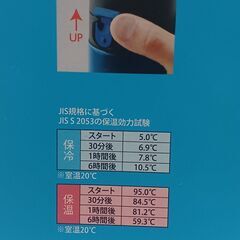 UP
JIS規格に基づく
JIS S 2053の保温効力試験
保冷
スタート 5.0℃
30分後 6.9℃
1時間後 7.8℃
6時間後 10.5℃
※室温20℃
保温
スタート 95.0℃
30分後 84.5℃
1時間後 81.2℃
6時間後 59.3℃
※室温20℃